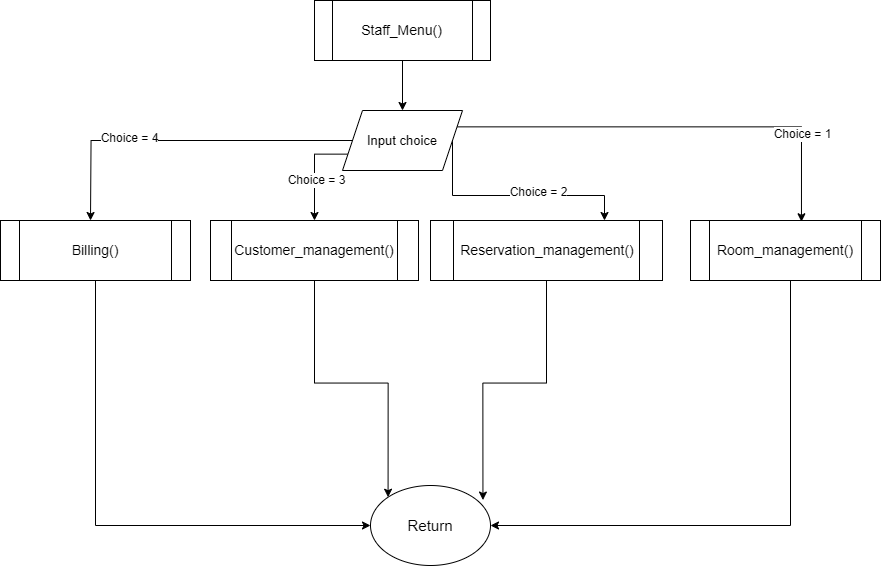 Staff_Menu()
Input choice
Choice = 4
Choice = 1
Choice = 3
Choice = 2
Billing()
Customer_management()
Reservation_management()
Room_management()
Return